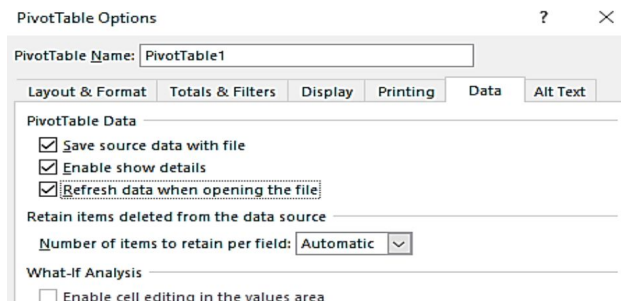 PivotTable Options ?
PivotTable Name: PivotTable1
Layout & Format Totals & Filters Display Printing Data Alt Text
PivotTable Data
Save source data with file
Enable show details
Refresh data when opening the file
Retain items deleted from the data source
Number of items to retain per field: Automatic
What-If Analysis
Enable cell editing in the values area